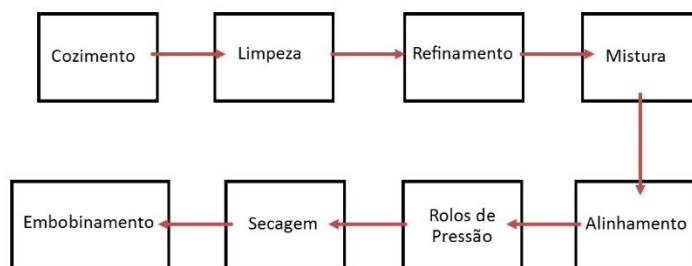 Cozimento
Limpeza
Refinamento
Mistura
Alinhamento
Rolos de
Pressão
Secagem
Embobinamento